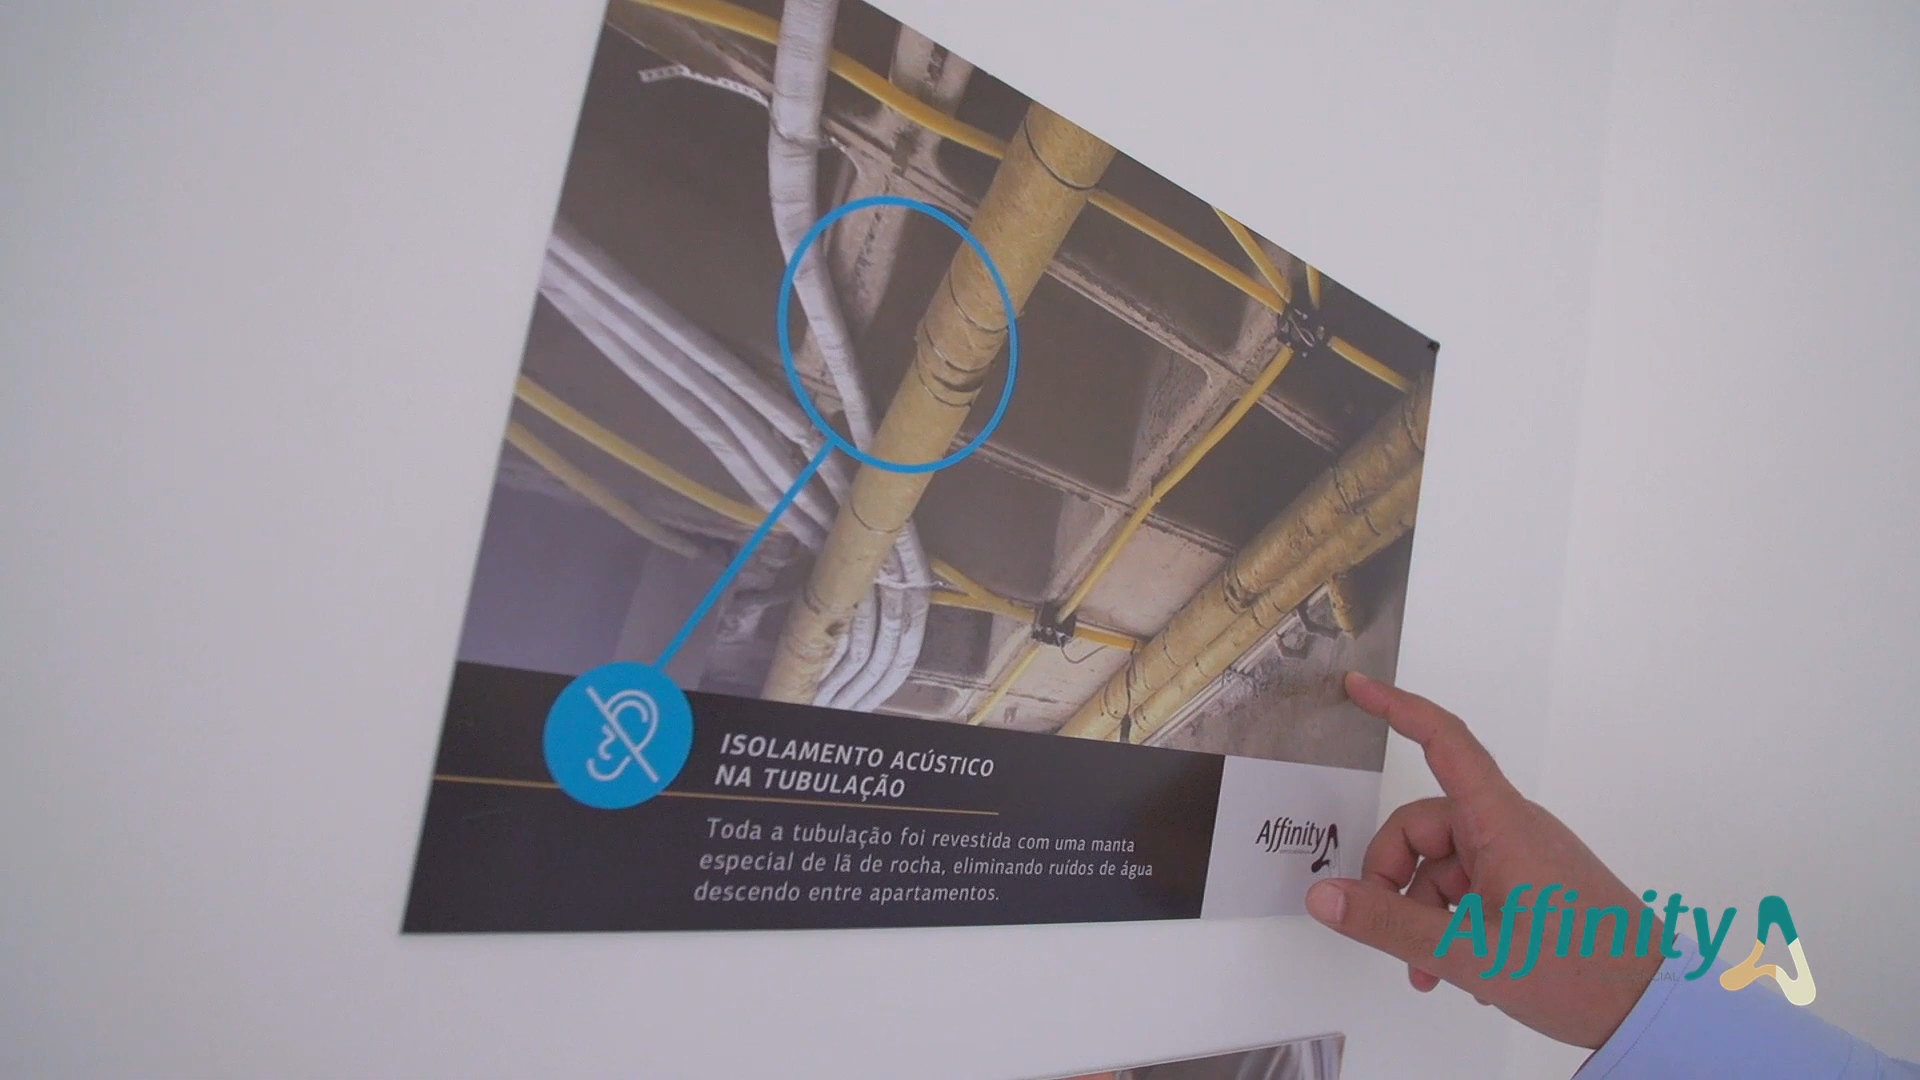 ISOLAMENTO ACÚSTICO
NA TUBULAÇÃO
Toda a tubulação foi revestida com uma manta
especial de lã de rocha, eliminando ruídos de água
descendo entre apartamentos.
Affinity
Affinity